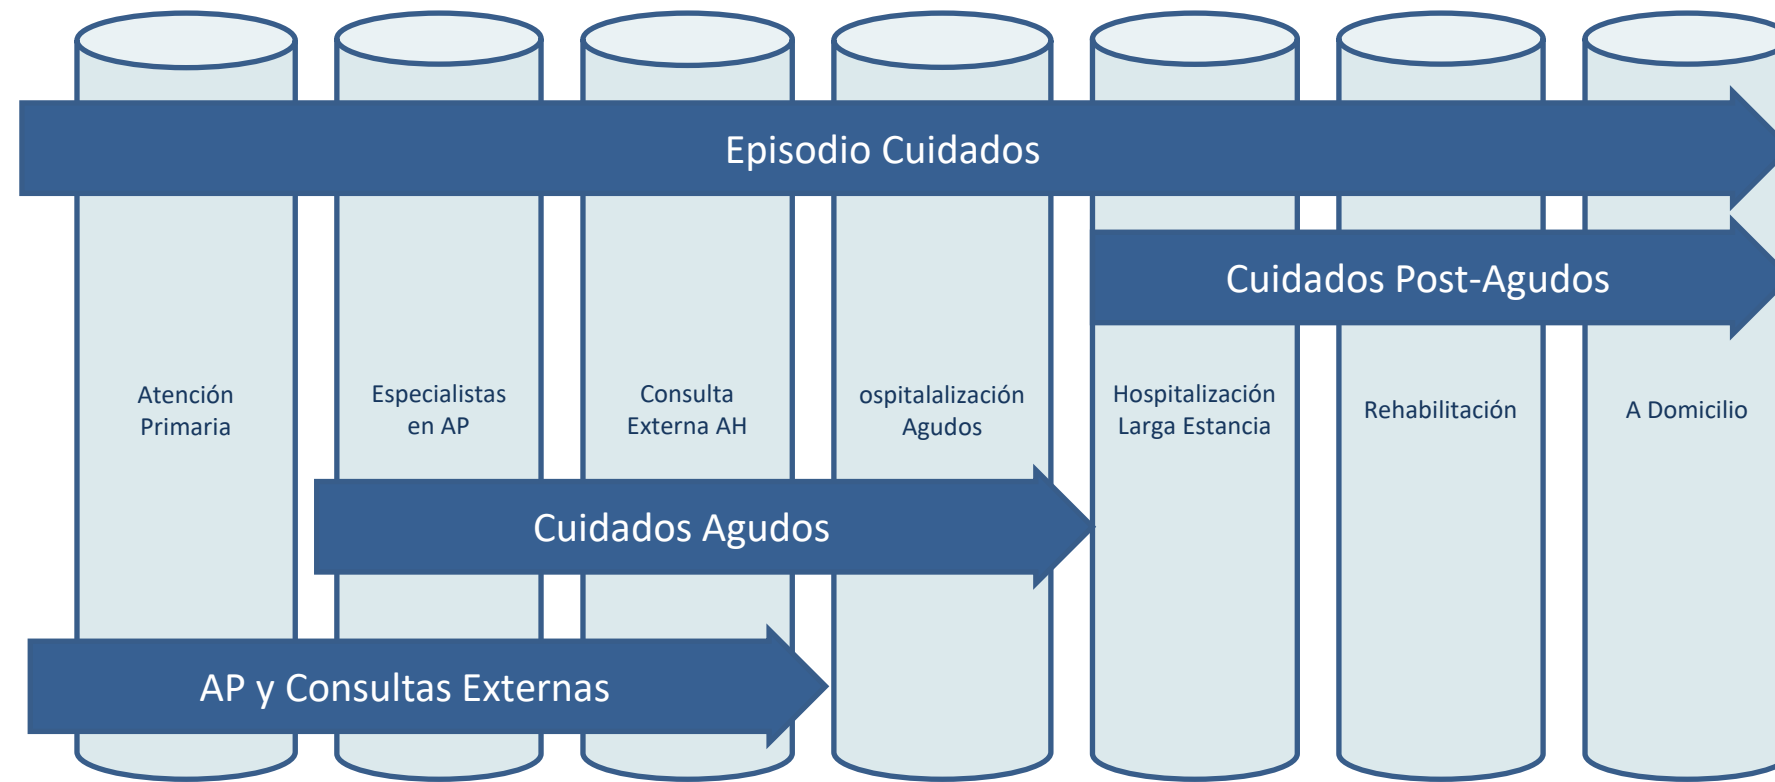 Episodio Cuidados
Cuidados Post-Agudos
Atención
Primaria
Especialistas
en AP
Consulta
Externa AH
ospitalalización
Agudos
Hospitalización
Larga Estancia
Rehabilitación
A Domicilio
Cuidados Agudos
AP y Consultas Externas